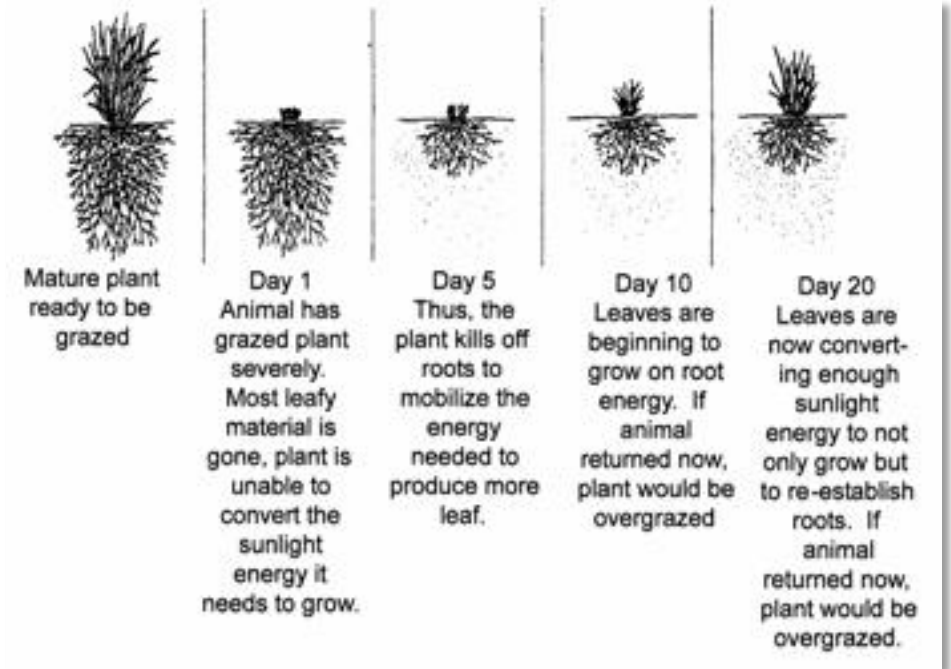 Mature plant
ready to be
grazed
Day 1
Animal has
grazed plant
severely.
Most leafy
material is
gone, plant is
unable to
convert the
sunlight
energy it
needs to grow.
Day 5
Thus, the
plant kills off
roots to
mobilize the
energy
needed to
produce more
leaf.
Day 10
Leaves are
beginning to
grow on root
energy. If
animal
returned now,
plant would be
overgrazed
Day 20
Leaves are
now convert-
ing enough
sunlight
energy to not
only grow but
to re-establish
roots. If
animal
returned now,
plant would be
overgrazed.